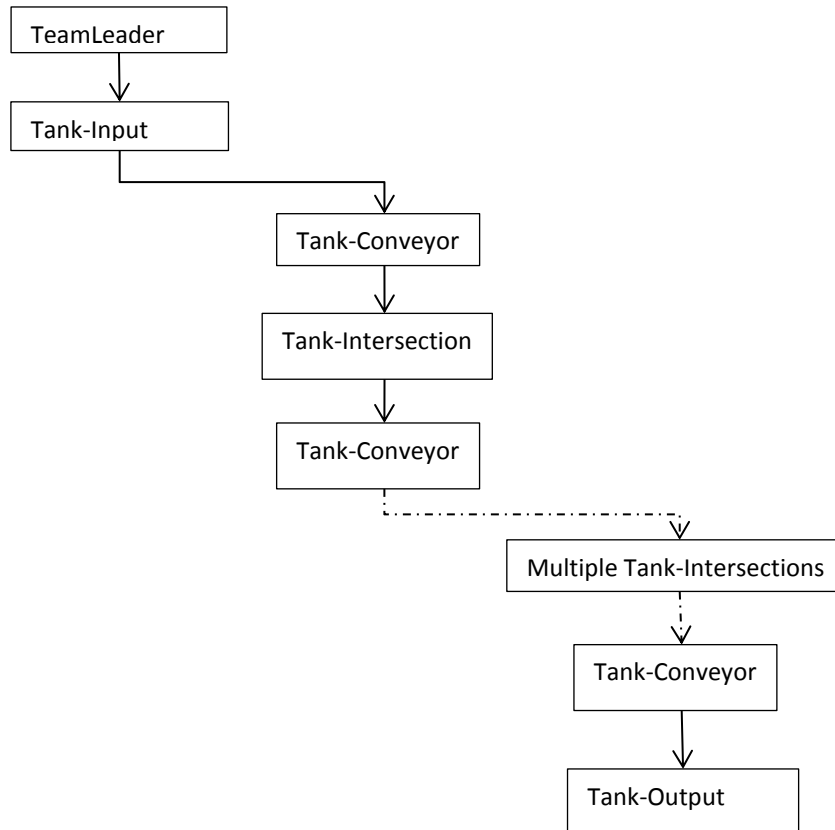 TeamLeader
Tank-Input
Tank-Conveyor
Tank-Intersection
Tank-Conveyor
Multiple Tank-Intersections
Tank-Conveyor
Tank-Output